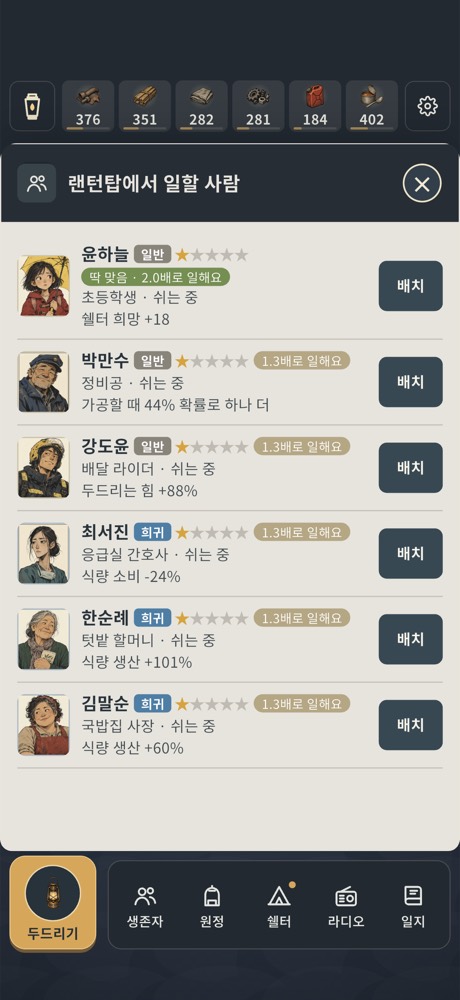 376 351 282 281 184 402
랜턴탑에서 일할 사람
윤하늘 일반
딱 맞음 · 2.0배로 일해요
초등학생 · 쉬는 중
쉘터 희망 +18
배치
박만수 일반 1.3배로 일해요
정비공 · 쉬는 중
가공할 때 44% 확률로 하나 더
배치
강도윤 일반 1.3배로 일해요
배달 라이더 · 쉬는 중
두드리는 힘 +88%
배치
최서진 희귀 1.3배로 일해요
응급실 간호사 · 쉬는 중
식량 소비 -24%
배치
한순례 희귀 1.3배로 일해요
텃밭 할머니 · 쉬는 중
식량 생산 +101%
배치
김말순 희귀 1.3배로 일해요
국밥집 사장 · 쉬는 중
식량 생산 +60%
배치
두드리기 생존자 원정 쉘터 라디오 일지